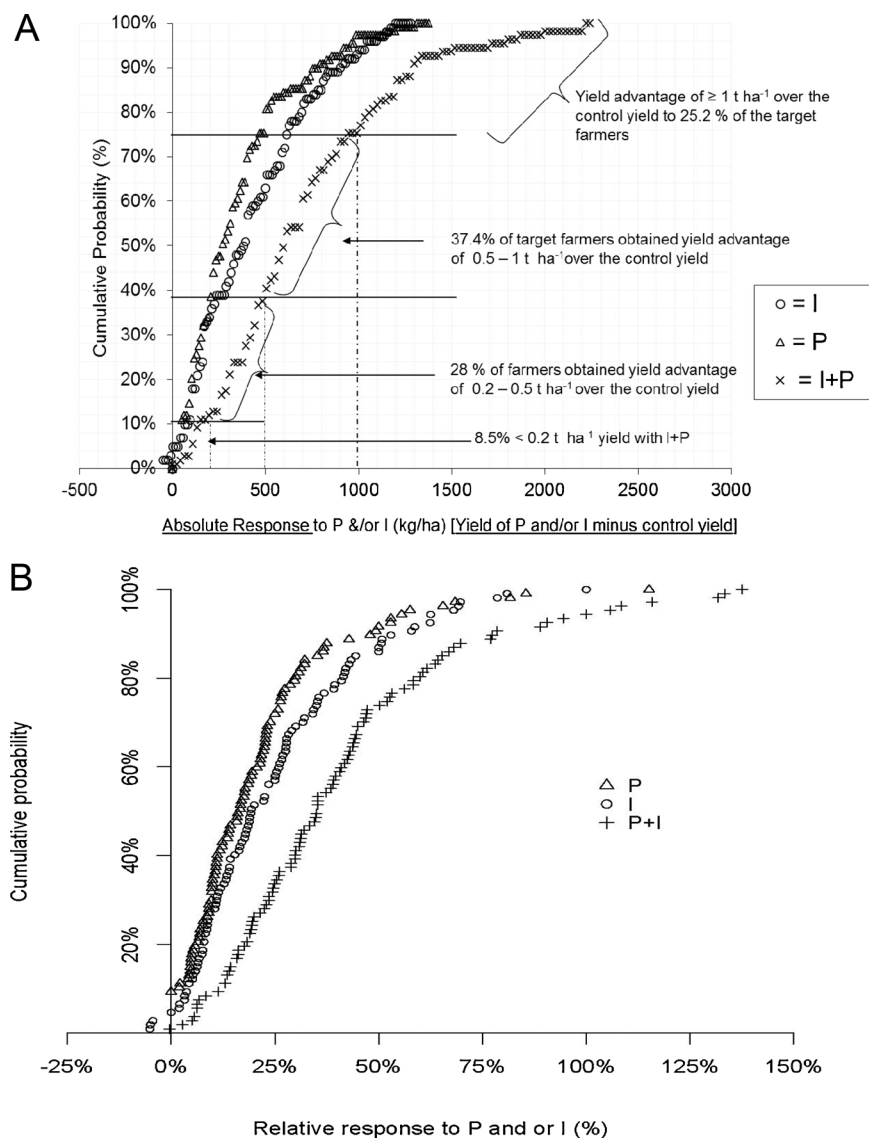 A
100%
90%
80%
70%
60%
50%
40%
30%
20%
10%
0%
Cumulative Probability (%)
Yield advantage of ≥ 1 t ha⁻¹ over the
control yield to 25.2 % of the target
farmers
37.4% of target farmers obtained yield advantage
of 0.5 – 1 t ha⁻¹ over the control yield
28 % of farmers obtained yield advantage
of 0.2 – 0.5 t ha⁻¹ over the control yield
8.5% < 0.2 t ha ¹ yield with I+P
= I
= P
= I+P
-500 0 500 1000 1500 2000 2500 3000
Absolute Response to P &/or I (kg/ha) [Yield of P and/or I minus control yield]
B
100%
80%
60%
40%
20%
Cumulative probability
P
I
P+I
-25% 0% 25% 50% 75% 100% 125% 150%
Relative response to P and or I (%)